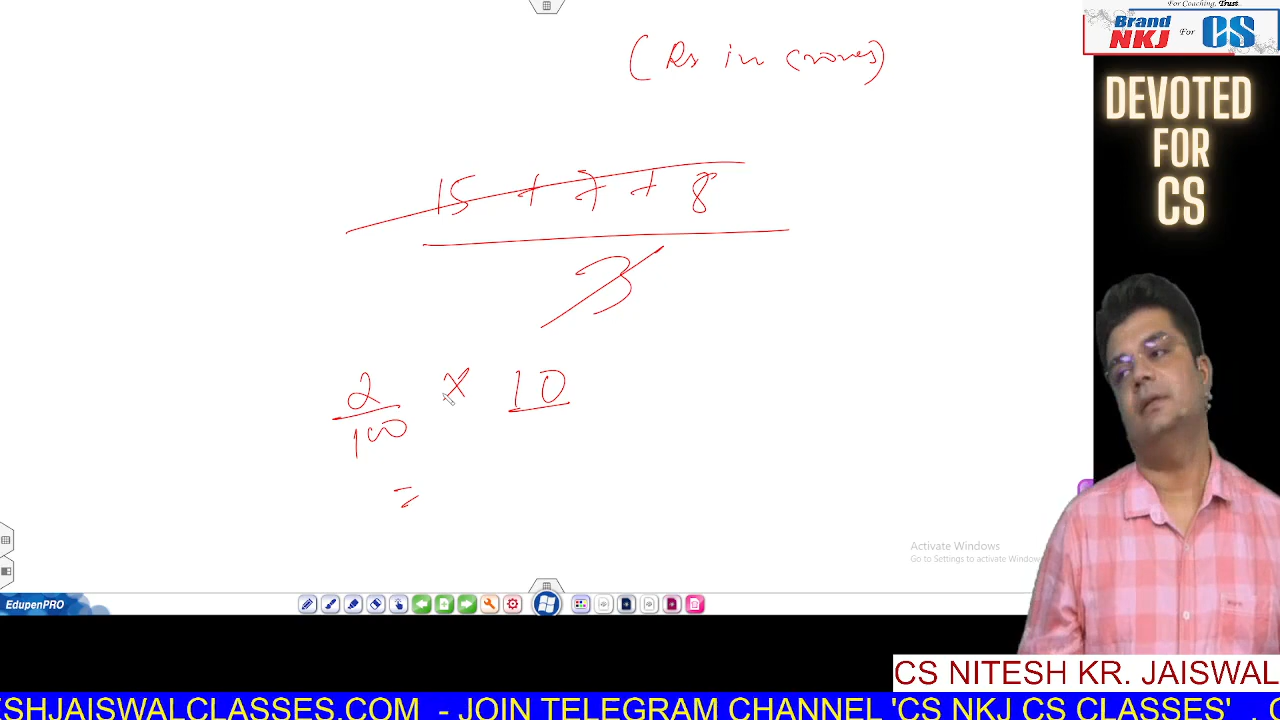 For Coaching, Trust
Brand
NKJ
For
CS
(Rs in crores)
15 + 7 + 8
3
2 × 10
100
=
DEVOTED
FOR
CS
Activate Windows
Go to Settings to activate Window
EdupenPRO
CS NITESH KR. JAISWAL
ESHJAISWALCLASSES.COM - JOIN TELEGRAM CHANNEL 'CS NKJ CS CLASSES' .